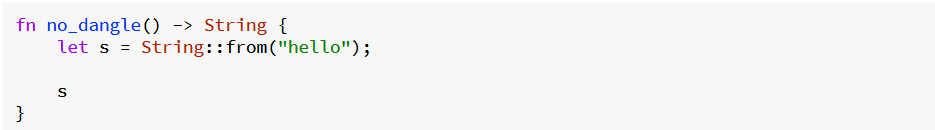 fn no_dangle() -> String {
    let s = String::from("hello");

    s
}